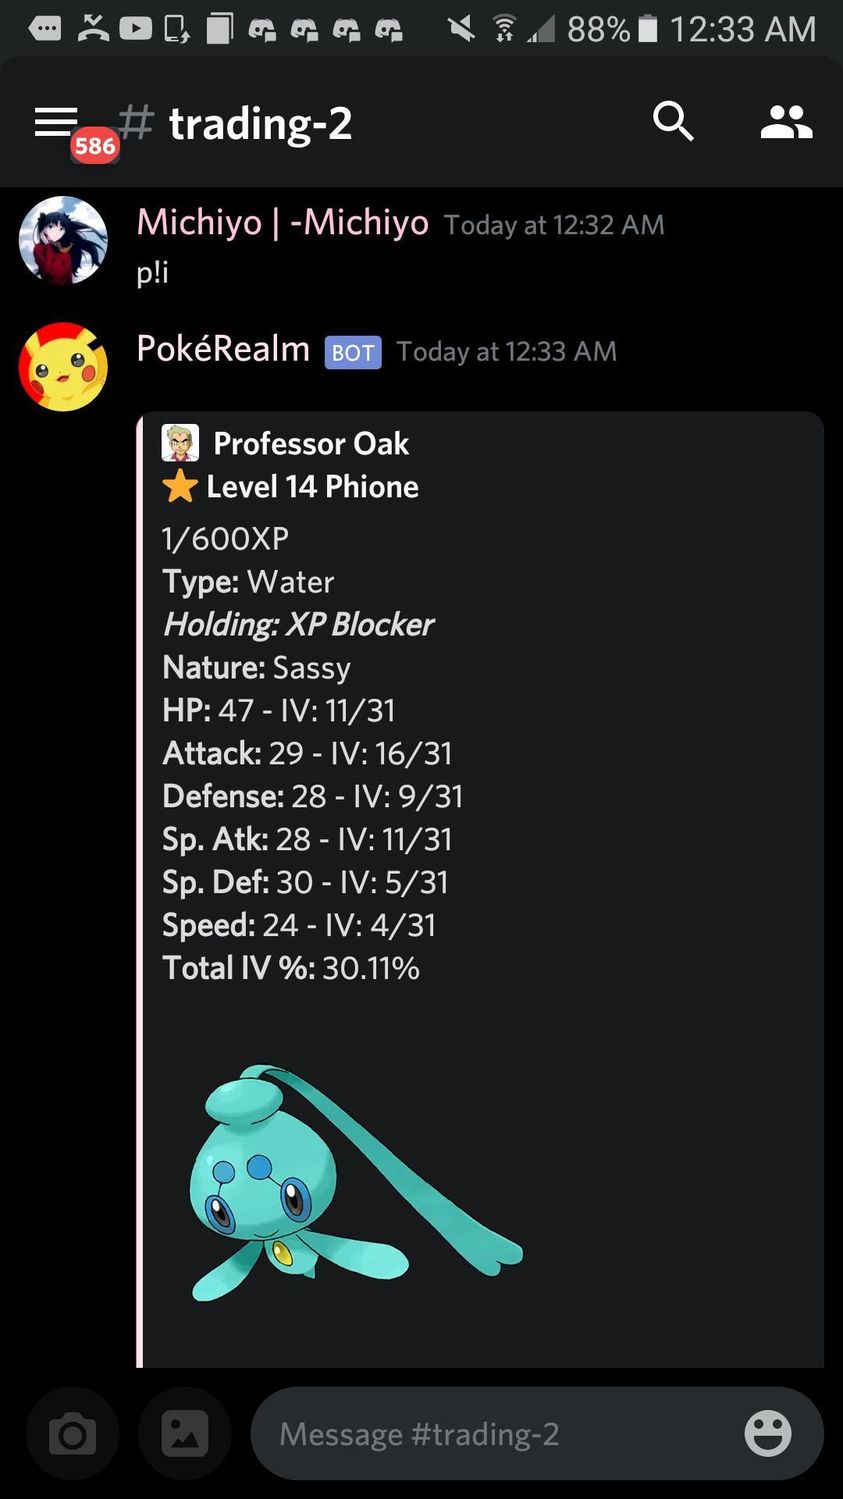 88% 12:33 AM
586
# trading-2
Michiyo | -Michiyo Today at 12:32 AM
p!i
PokéRealm BOT Today at 12:33 AM
Professor Oak
Level 14 Phione
1/600XP
Type: Water
Holding: XP Blocker
Nature: Sassy
HP: 47 - IV: 11/31
Attack: 29 - IV: 16/31
Defense: 28 - IV: 9/31
Sp. Atk: 28 - IV: 11/31
Sp. Def: 30 - IV: 5/31
Speed: 24 - IV: 4/31
Total IV %: 30.11%
Message #trading-2